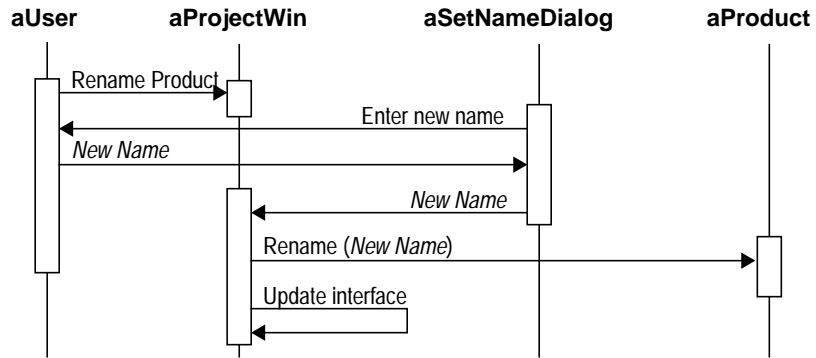 aUser aProjectWin aSetNameDialog aProduct
Rename Product
Enter new name
New Name
New Name
Rename (New Name)
Update interface